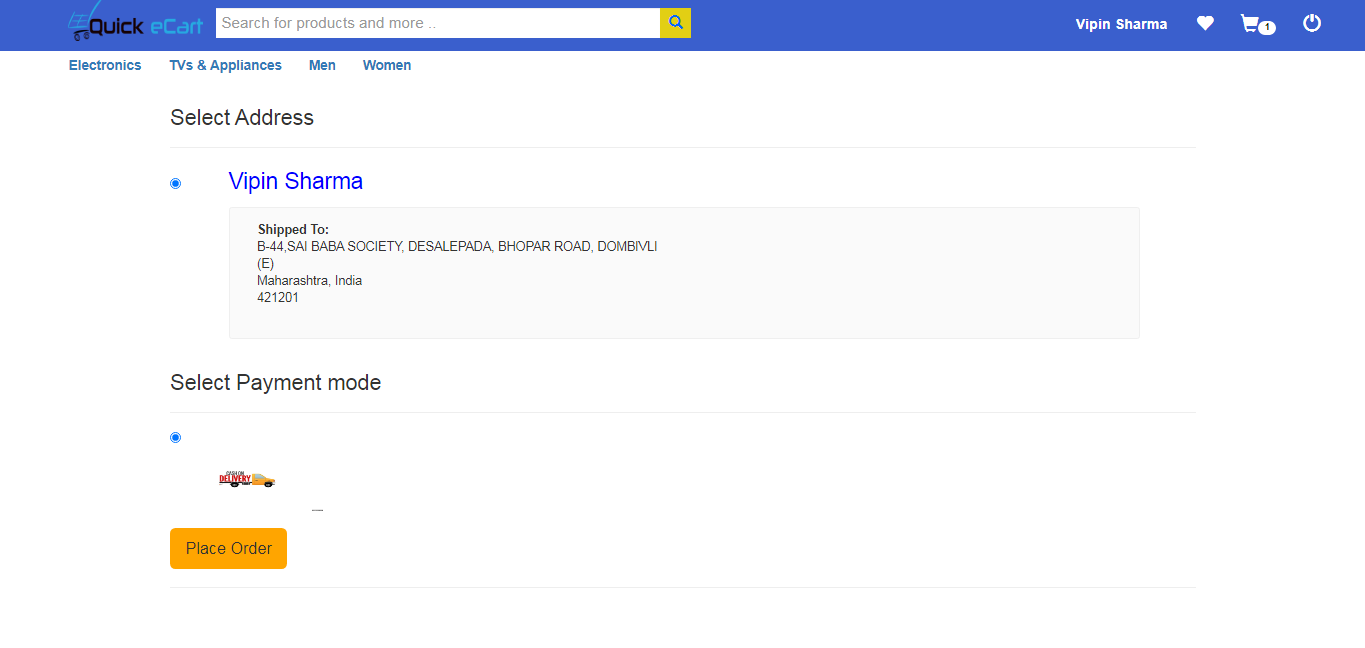 Quick eCart
Search for products and more ..
Vipin Sharma
1
Electronics TVs & Appliances Men Women
Select Address
Vipin Sharma
Shipped To:
B-44,SAI BABA SOCIETY, DESALEPADA, BHOPAR ROAD, DOMBIVLI
(E)
Maharashtra, India
421201
Select Payment mode
CASH ON
DELIVERY
Place Order